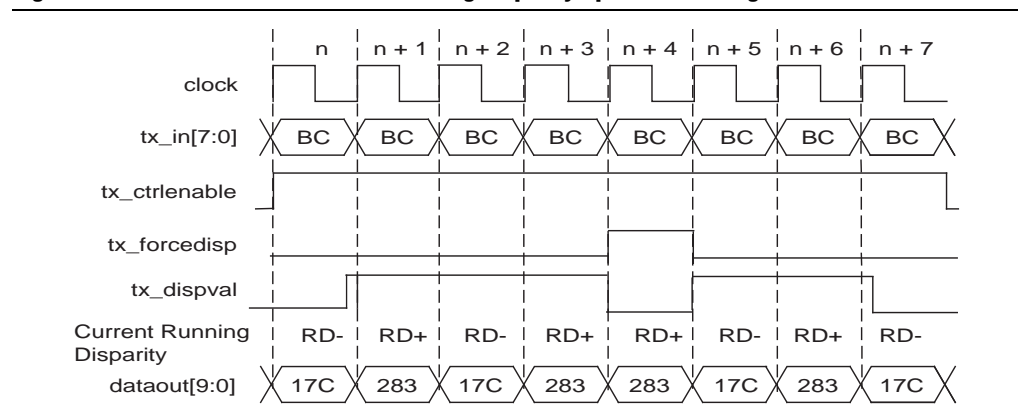 n n + 1 n + 2 n + 3 n + 4 n + 5 n + 6 n + 7
clock
tx_in[7:0] BC BC BC BC BC BC BC BC
tx_ctrlenable
tx_forcedisp
tx_dispval
Current Running Disparity RD- RD+ RD- RD+ RD+ RD- RD+ RD-
dataout[9:0] 17C 283 17C 283 283 17C 283 17C